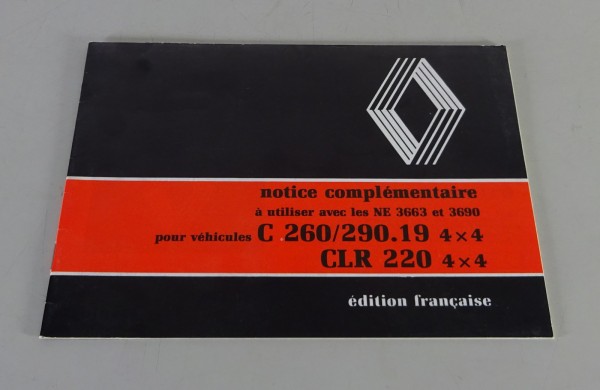 notice complémentaire
à utiliser avec les NE 3663 et 3690
pour véhicules C 260/290.19 4×4
CLR 220 4×4
édition française